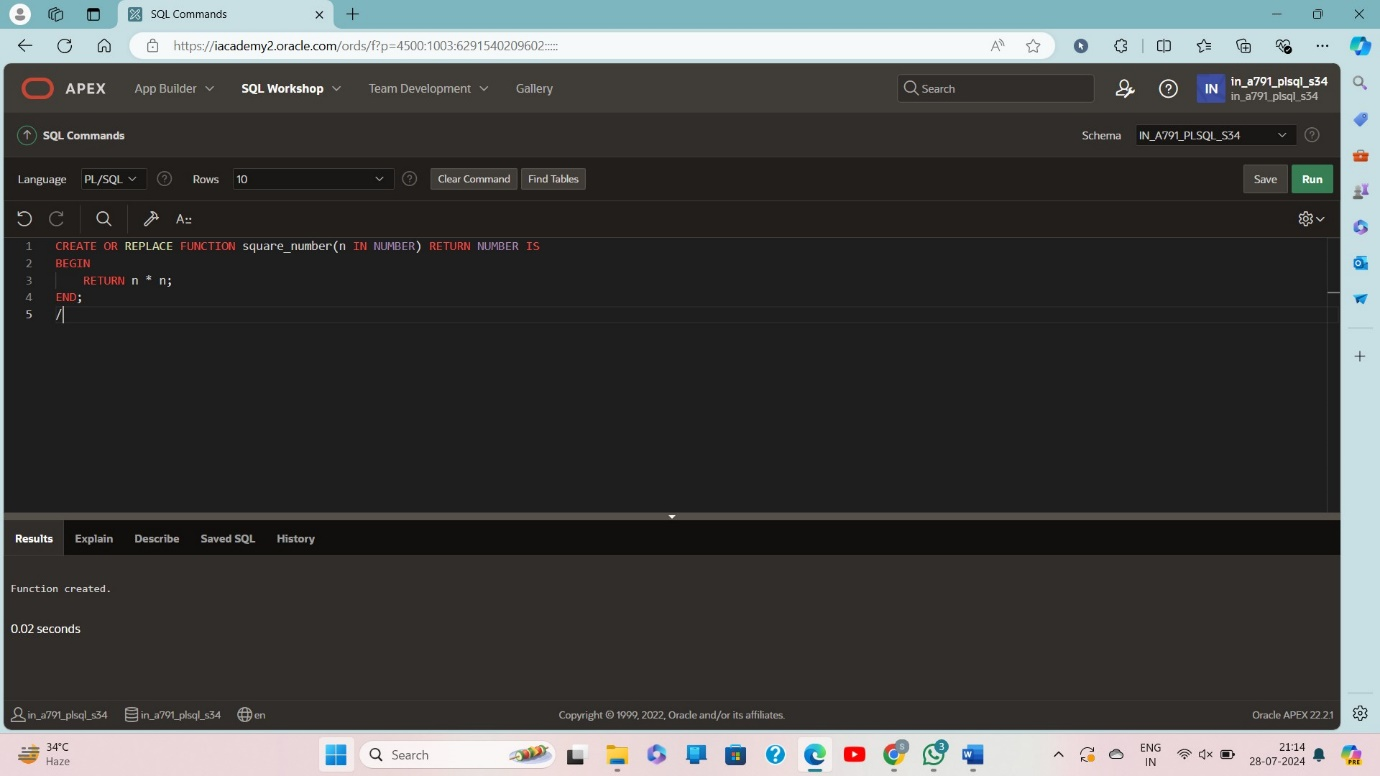 SQL Commands
https://iacademy2.oracle.com/ords/f?p=4500:1003:6291540209602:::::
APEX App Builder SQL Workshop Team Development Gallery Search IN in_a791_plsql_s34
in_a791_plsql_s34
SQL Commands Schema IN_A791_PLSQL_S34
Language PL/SQL Rows 10 Clear Command Find Tables Save Run
A::
1 CREATE OR REPLACE FUNCTION square_number(n IN NUMBER) RETURN NUMBER IS
2 BEGIN
3 RETURN n * n;
4 END;
5 /
Results Explain Describe Saved SQL History
Function created.
0.02 seconds
in_a791_plsql_s34 in_a791_plsql_s34 en Copyright © 1999, 2022, Oracle and/or its affiliates. Oracle APEX 22.2.1
34°C
Haze
Search
S
3
W
ENG
IN
21:14
28-07-2024
PRE